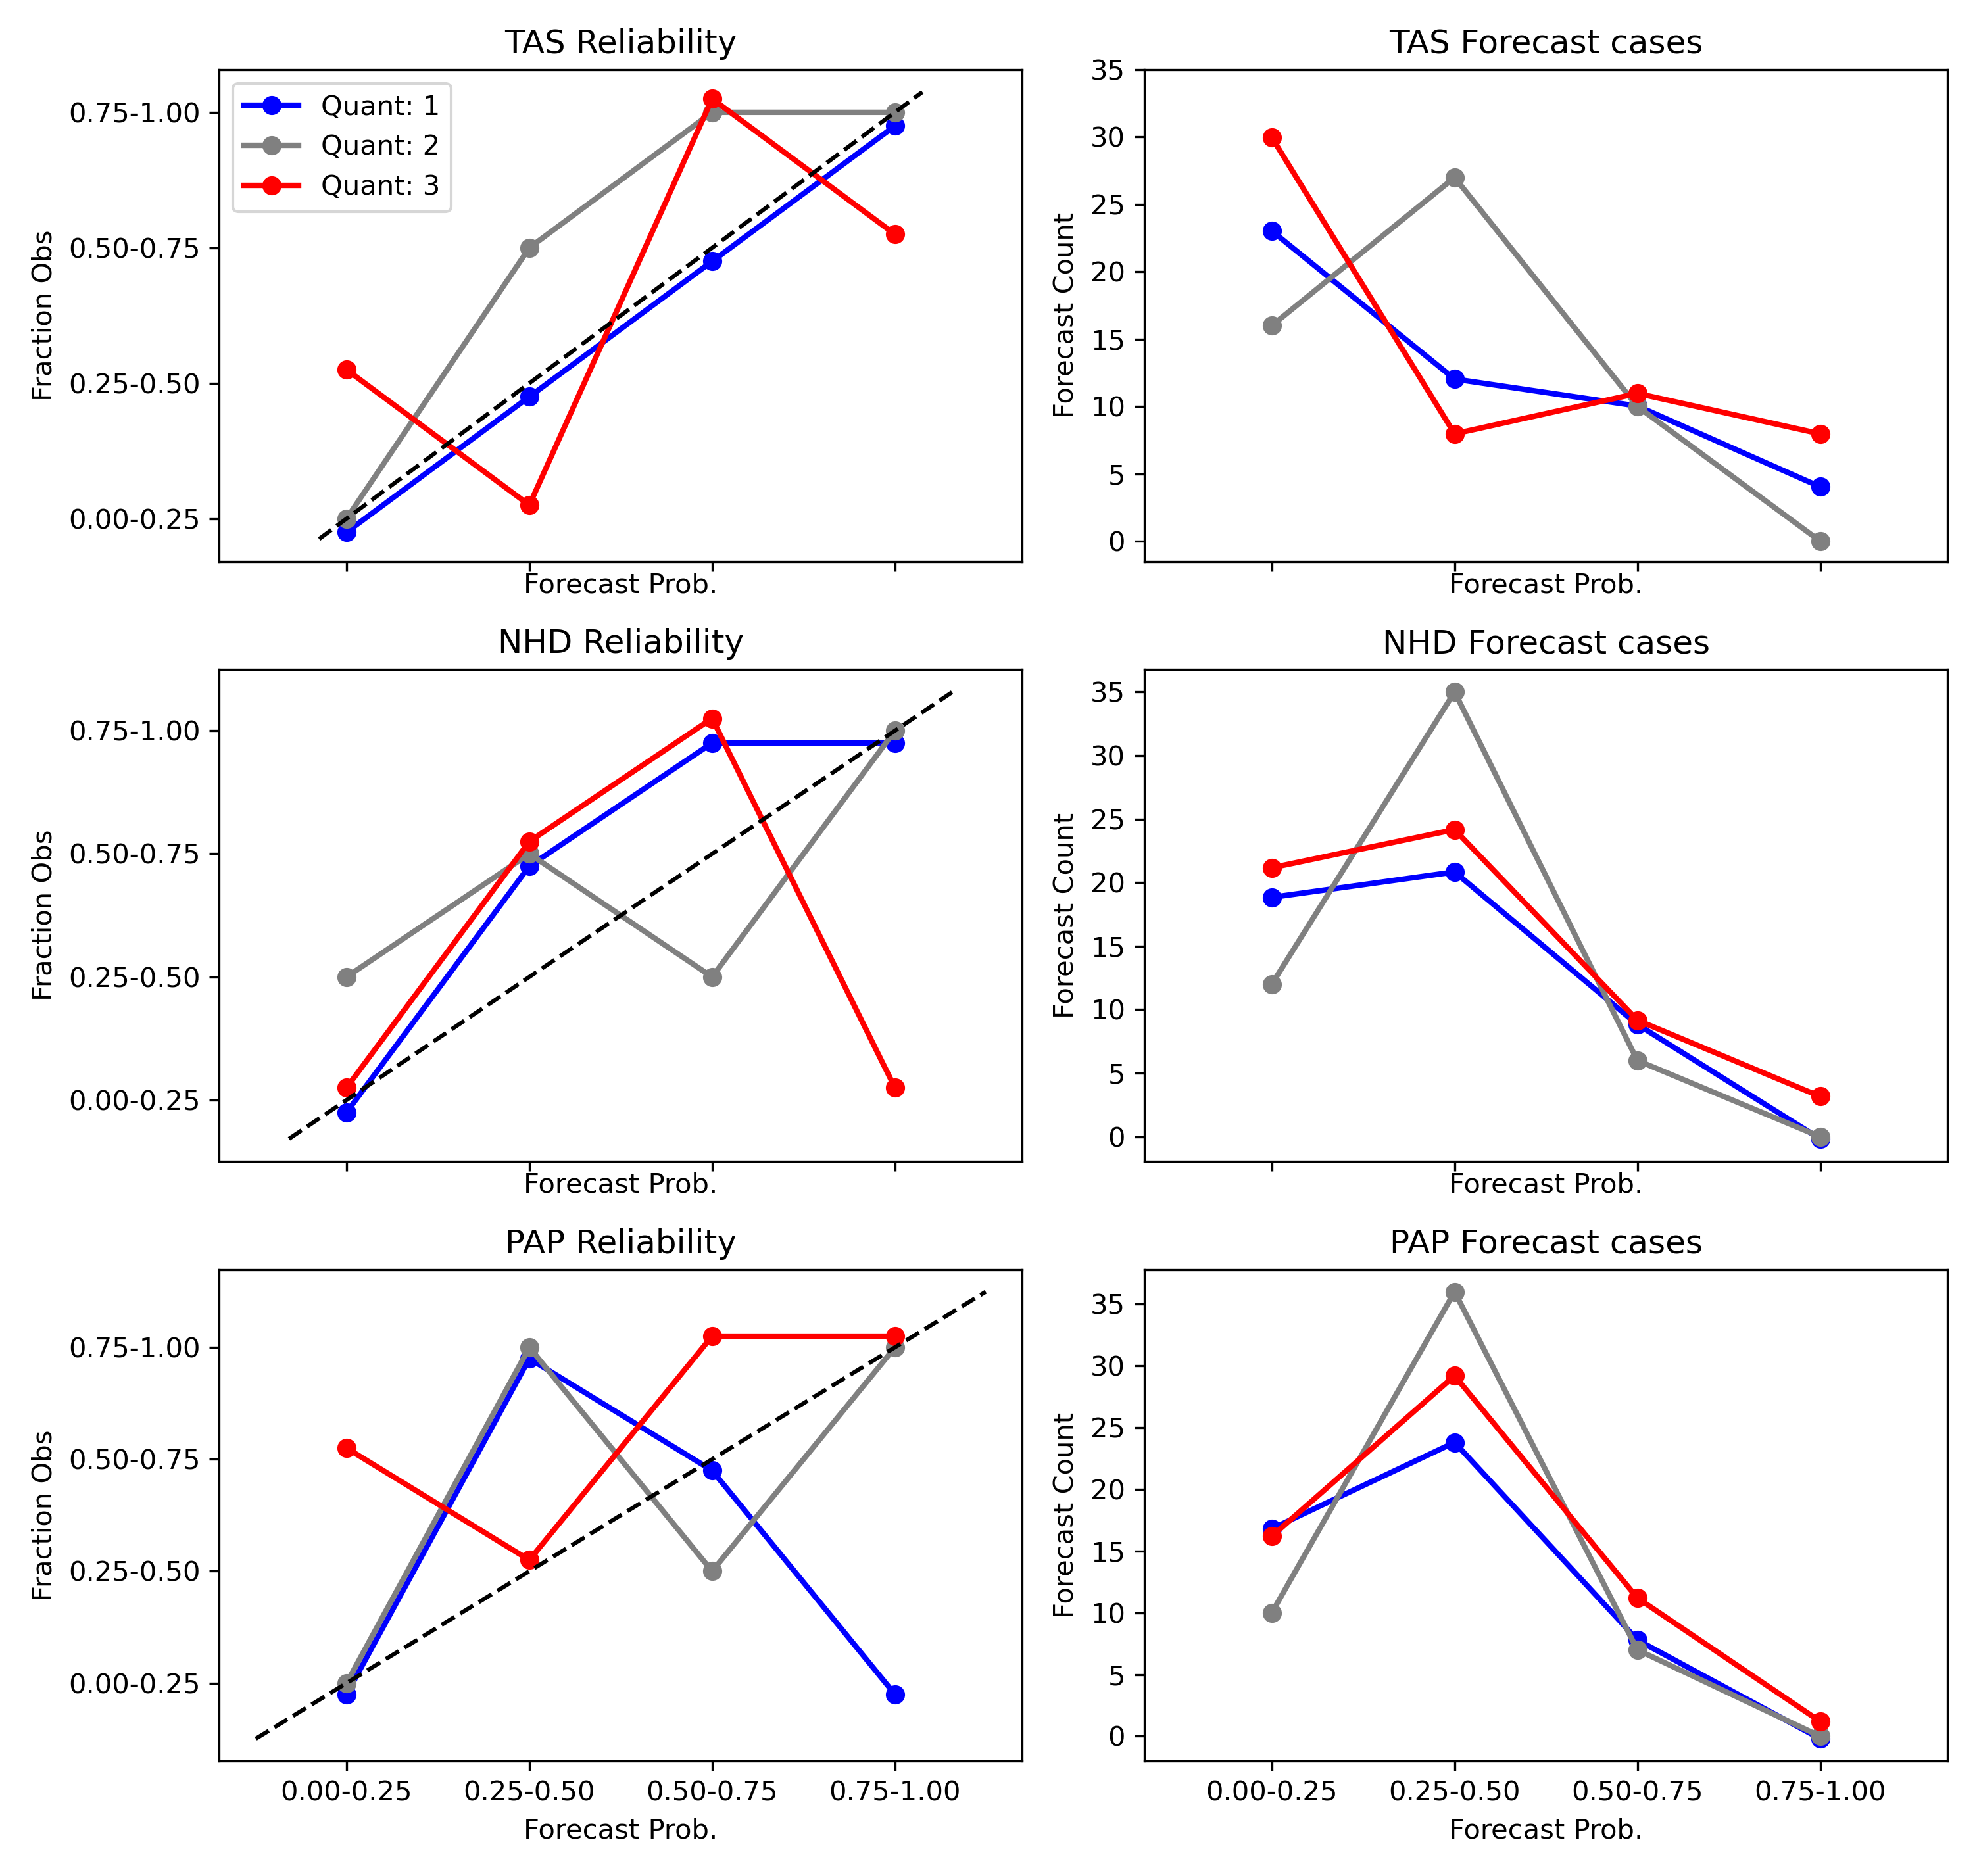 TAS Reliability
Quant: 1
Quant: 2
Quant: 3
0.75-1.00
0.50-0.75
0.25-0.50
0.00-0.25
Fraction Obs
Forecast Prob.
TAS Forecast cases
35
30
25
20
15
10
5
0
Forecast Count
Forecast Prob.
NHD Reliability
0.75-1.00
0.50-0.75
0.25-0.50
0.00-0.25
Fraction Obs
Forecast Prob.
NHD Forecast cases
35
30
25
20
15
10
5
0
Forecast Count
Forecast Prob.
PAP Reliability
0.75-1.00
0.50-0.75
0.25-0.50
0.00-0.25
Fraction Obs
0.00-0.25 0.25-0.50 0.50-0.75 0.75-1.00
Forecast Prob.
PAP Forecast cases
35
30
25
20
15
10
5
0
Forecast Count
0.00-0.25 0.25-0.50 0.50-0.75 0.75-1.00
Forecast Prob.